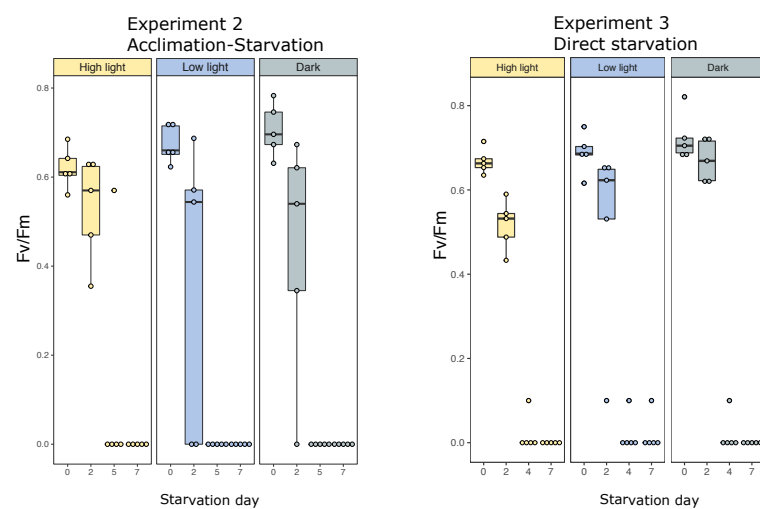 Experiment 2
Acclimation-Starvation
High light Low light Dark
0.8
0.6
0.4
0.2
0.0
Fv/Fm
0 2 5 7 0 2 5 7 0 2 5 7
Starvation day
Experiment 3
Direct starvation
High light Low light Dark
0.8
0.6
0.4
0.2
0.0
Fv/Fm
0 2 4 7 0 2 4 7 0 2 4 7
Starvation day